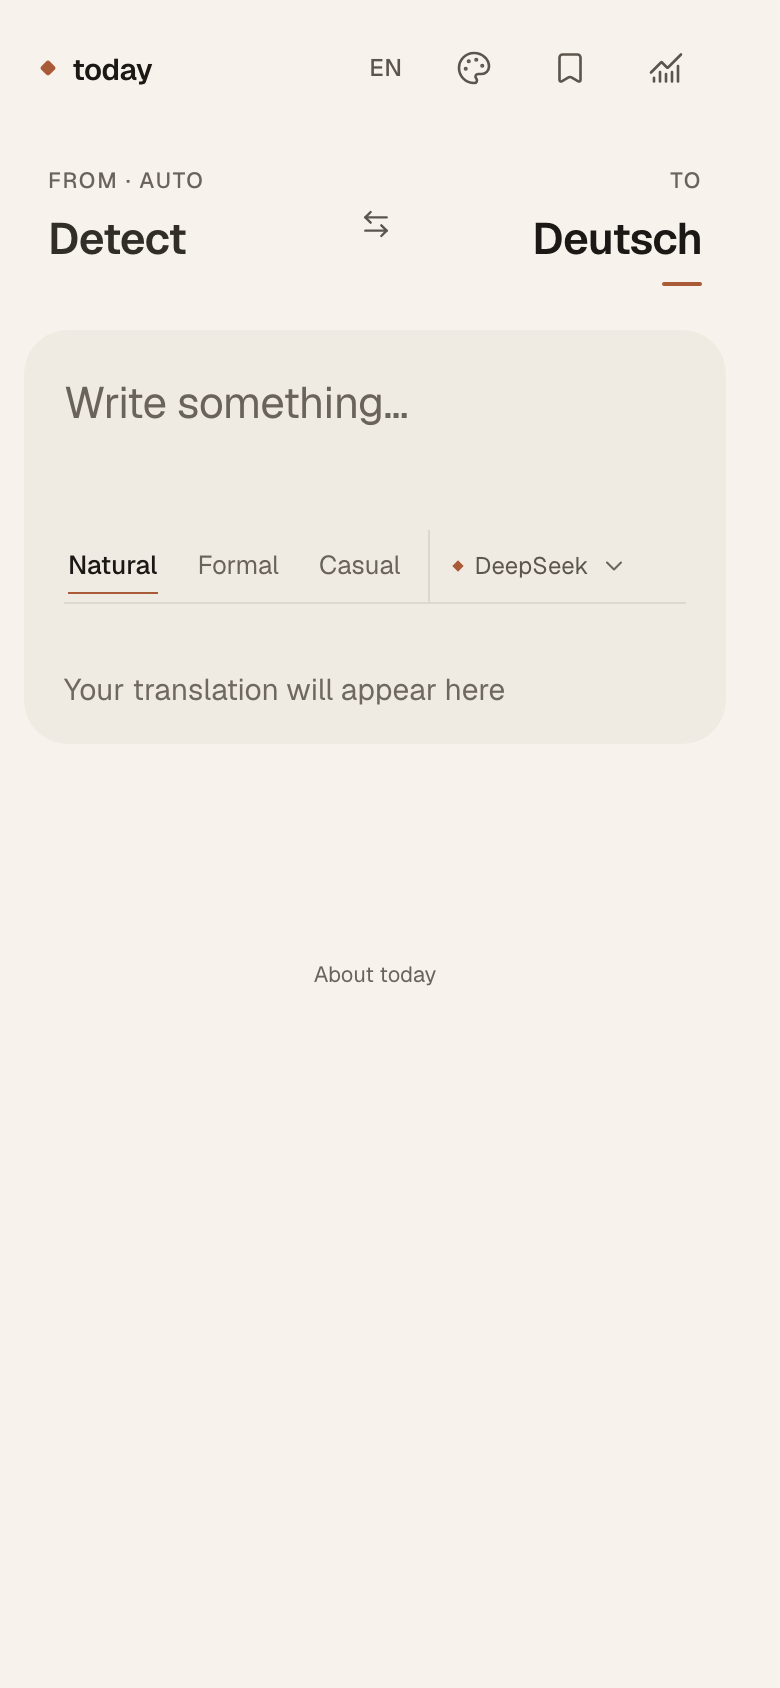 today
EN
FROM · AUTO
TO
Detect
Deutsch
Write something...
Natural Formal Casual DeepSeek
Your translation will appear here
About today